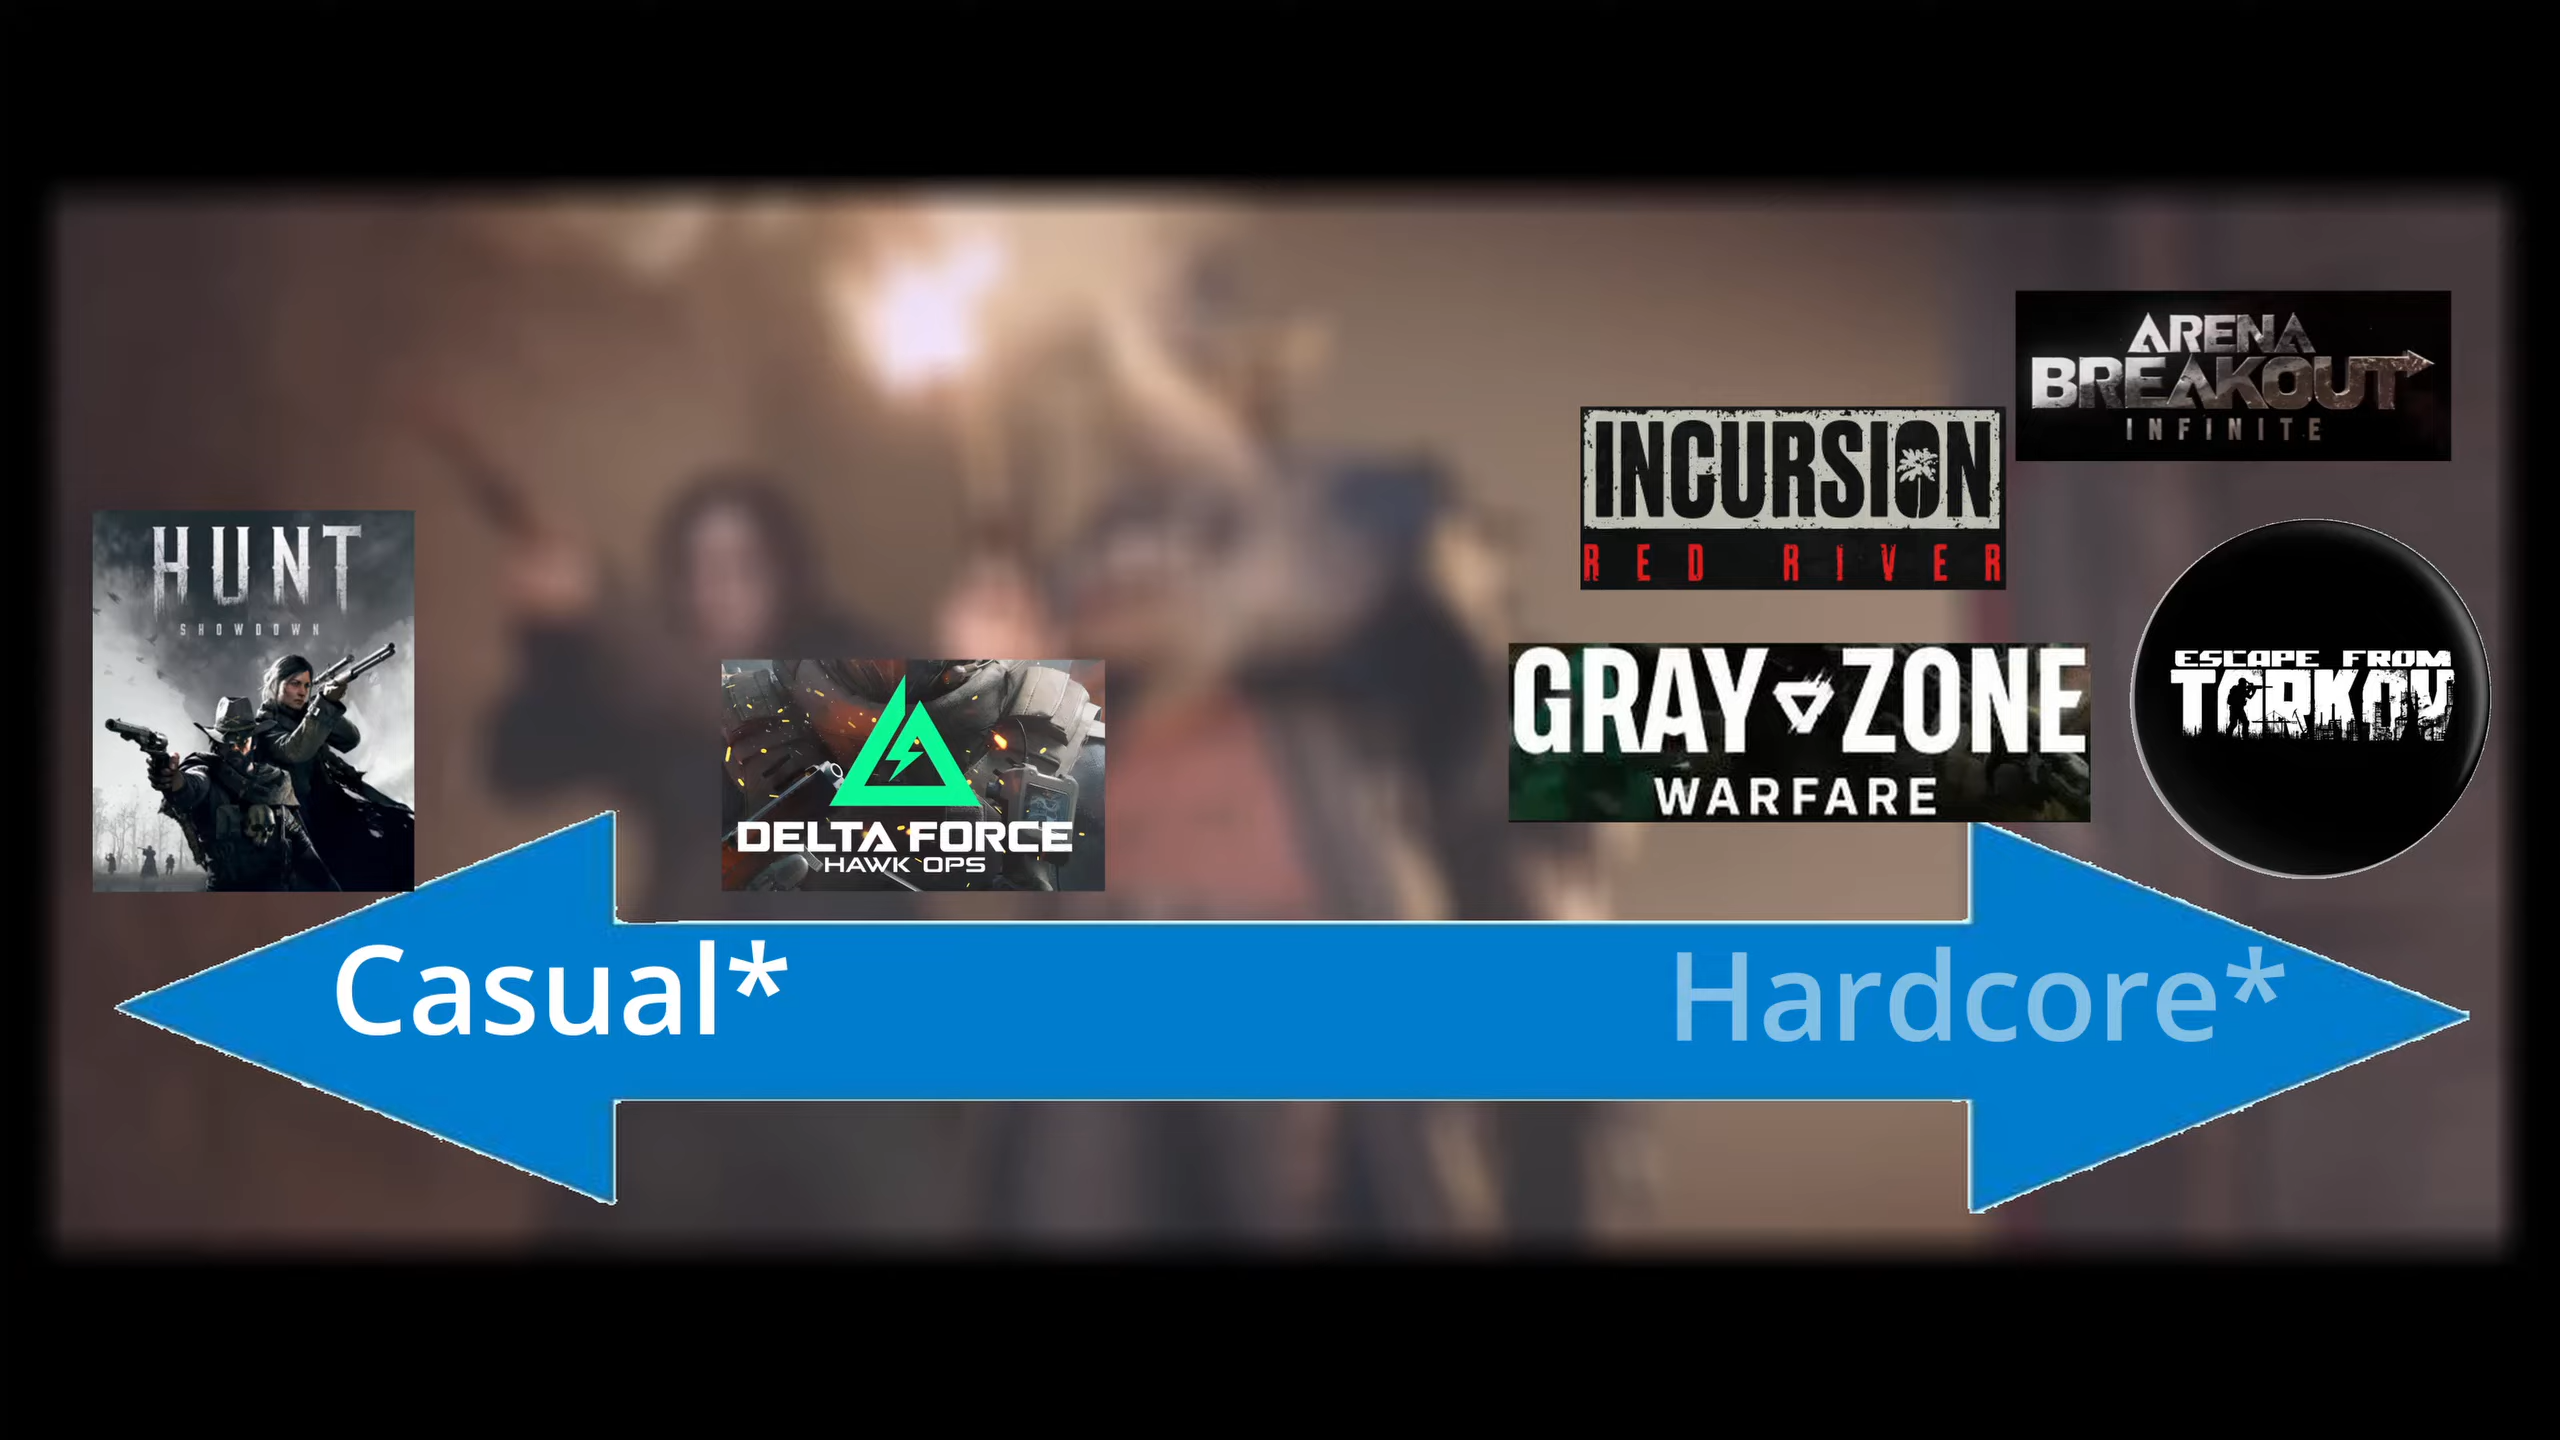 ARENA
BREAKOUT
INFINITE
INCURSION
RED RIVER
HUNT
SHOWDOWN
GRAY ZONE
WARFARE
ESCAPE FROM
TARKOV
DELTA FORCE
HAWK OPS
Casual*
Hardcore*